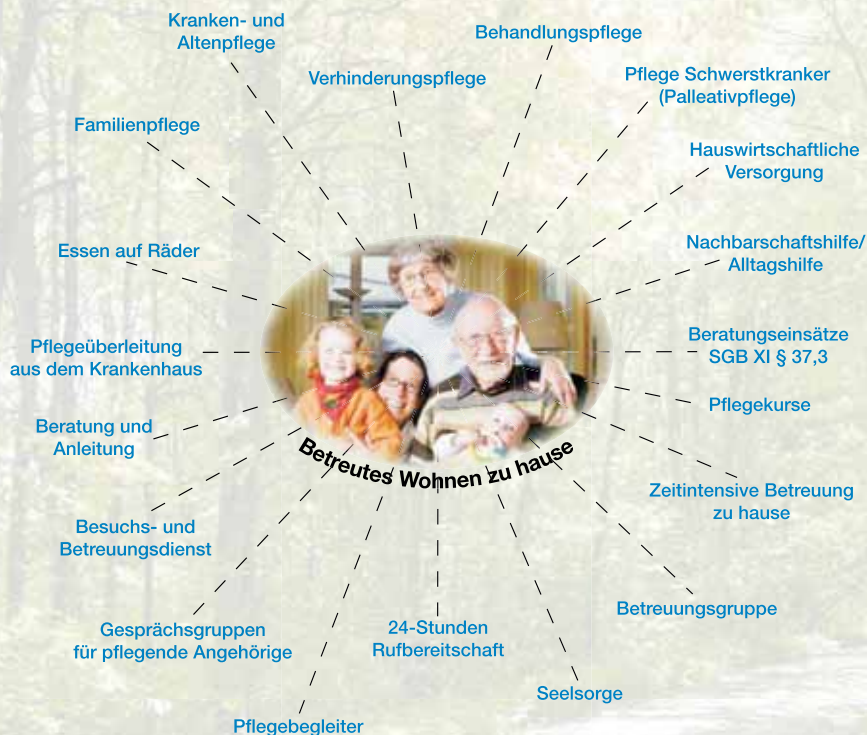 Kranken- und
Altenpflege
Behandlungspflege
Verhinderungspflege
Pflege Schwerstkranker
(Palleativpflege)
Familienpflege
Hauswirtschaftliche
Versorgung
Essen auf Räder
Nachbarschaftshilfe/
Alltagshilfe
Pflegeüberleitung
aus dem Krankenhaus
Beratungseinsätze
SGB XI § 37,3
Pflegekurse
Beratung und
Anleitung
Betreutes Wohnen zu hause
Zeitintensive Betreuung
zu hause
Besuchs- und
Betreuungsdienst
Betreuungsgruppe
Gesprächsgruppen
für pflegende Angehörige
24-Stunden
Rufbereitschaft
Seelsorge
Pflegebegleiter